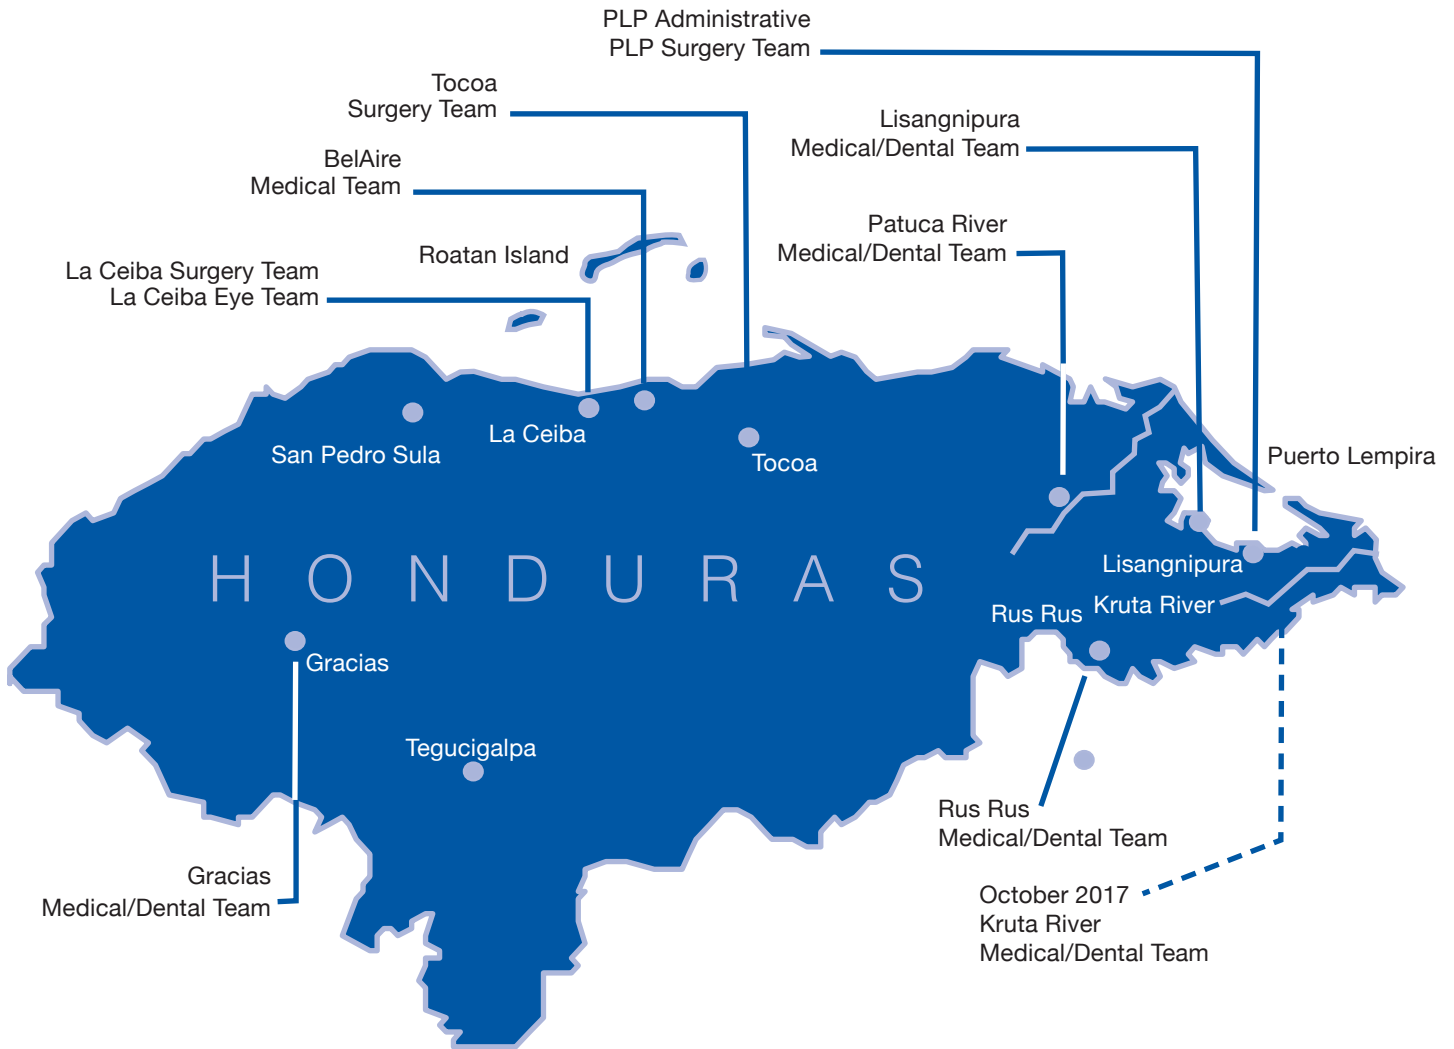 PLP Administrative
PLP Surgery Team
Tocoa
Surgery Team
Lisangnipura
Medical/Dental Team
BelAire
Medical Team
Patuca River
Medical/Dental Team
Roatan Island
La Ceiba Surgery Team
La Ceiba Eye Team
La Ceiba
San Pedro Sula
Tocoa
Puerto Lempira
HONDURAS
Lisangnipura
Kruta River
Rus Rus
Gracias
Tegucigalpa
Rus Rus
Medical/Dental Team
Gracias
Medical/Dental Team
October 2017
Kruta River
Medical/Dental Team